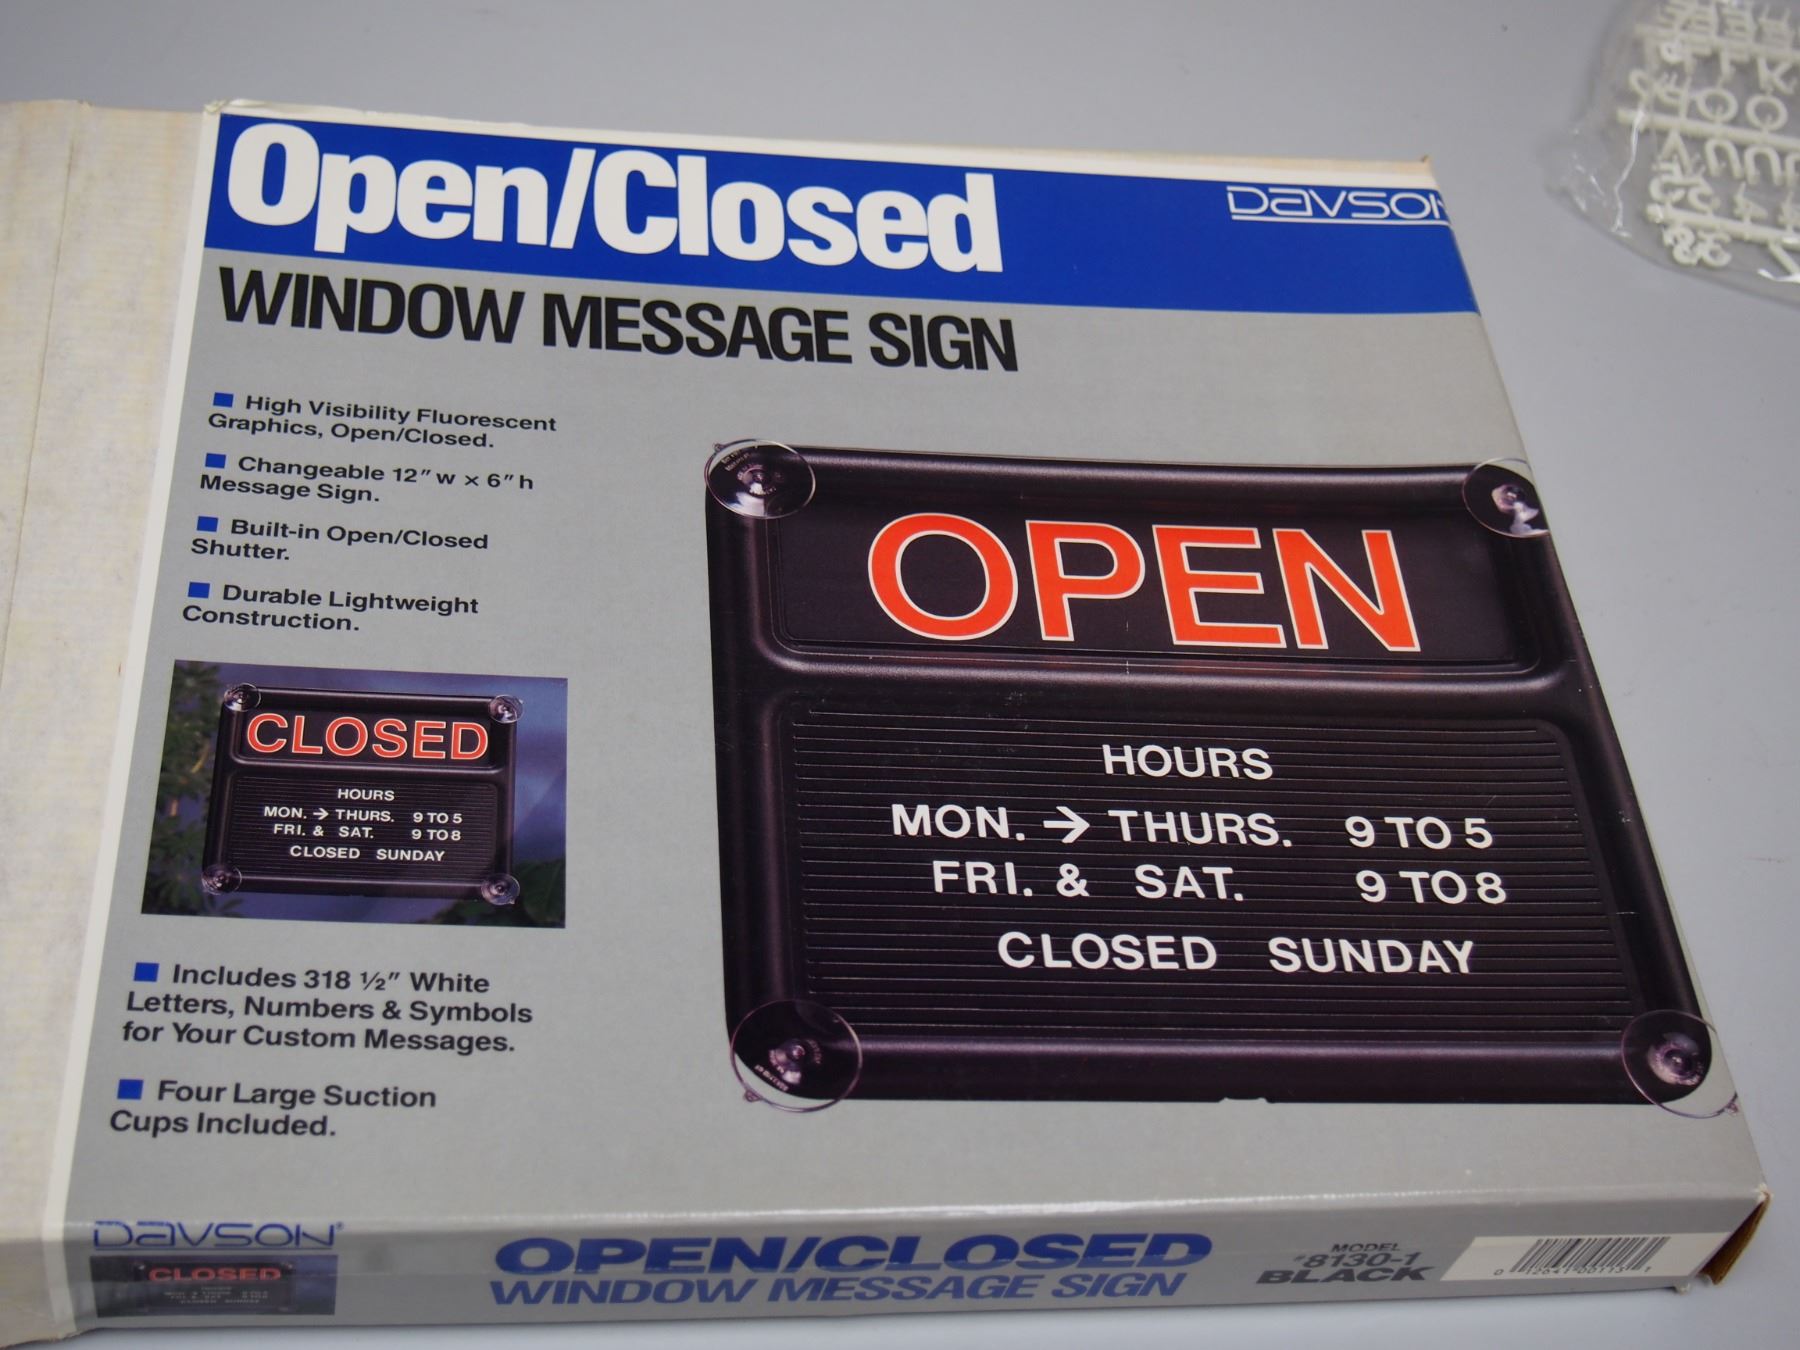 Open/Closed
DAVSON
WINDOW MESSAGE SIGN
High Visibility Fluorescent
Graphics, Open/Closed.
Changeable 12" w × 6" h
Message Sign.
Built-in Open/Closed
Shutter.
Durable Lightweight
Construction.
CLOSED
HOURS
MON. → THURS. 9 TO 5
FRI. & SAT. 9 TO 8
CLOSED SUNDAY
Includes 318 ½" White
Letters, Numbers & Symbols
for Your Custom Messages.
Four Large Suction
Cups Included.
OPEN
HOURS
MON. → THURS. 9 TO 5
FRI. & SAT. 9 TO 8
CLOSED SUNDAY
DAVSON®
CLOSED
OPEN/CLOSED
WINDOW MESSAGE SIGN
MODEL
#8130-1
BLACK